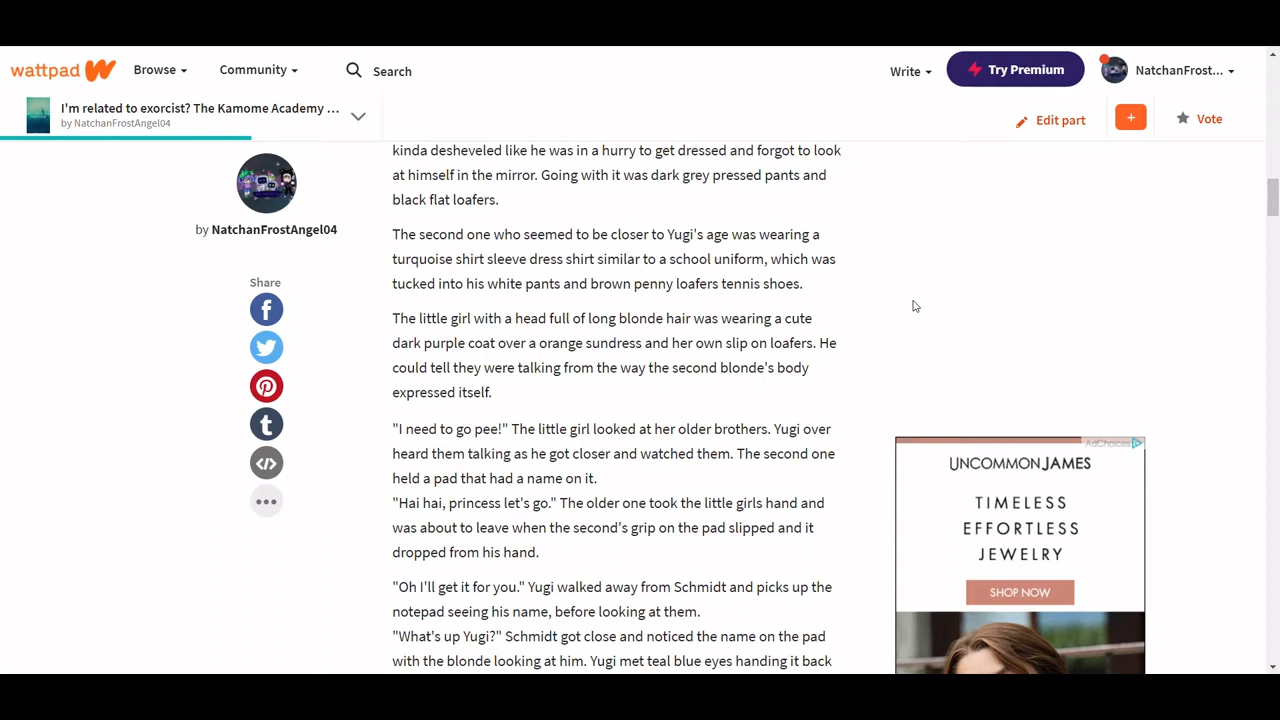 wattpad
Browse
Community
Search
Write
Try Premium
NatchanFrost...
I'm related to exorcist? The Kamome Academy ...
by NatchanFrostAngel04
Edit part
+
Vote
by NatchanFrostAngel04
Share
kinda desheveled like he was in a hurry to get dressed and forgot to look
at himself in the mirror. Going with it was dark grey pressed pants and
black flat loafers.
The second one who seemed to be closer to Yugi's age was wearing a
turquoise shirt sleeve dress shirt similar to a school uniform, which was
tucked into his white pants and brown penny loafers tennis shoes.
The little girl with a head full of long blonde hair was wearing a cute
dark purple coat over a orange sundress and her own slip on loafers. He
could tell they were talking from the way the second blonde's body
expressed itself.
"I need to go pee!" The little girl looked at her older brothers. Yugi over
heard them talking as he got closer and watched them. The second one
held a pad that had a name on it.
"Hai hai, princess let's go." The older one took the little girls hand and
was about to leave when the second's grip on the pad slipped and it
dropped from his hand.
"Oh I'll get it for you." Yugi walked away from Schmidt and picks up the
notepad seeing his name, before looking at them.
"What's up Yugi?" Schmidt got close and noticed the name on the pad
with the blonde looking at him. Yugi met teal blue eyes handing it back
AdChoices
UNCOMMON JAMES
TIMELESS
EFFORTLESS
JEWELRY
SHOP NOW